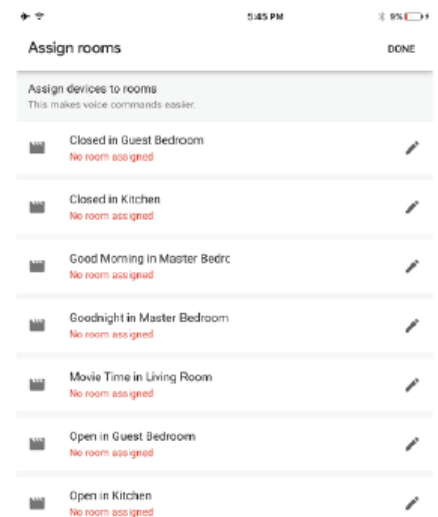 5:45 PM
9%
Assign rooms
DONE
Assign devices to rooms
This makes voice commands easier.
Closed in Guest Bedroom
No room assigned
Closed in Kitchen
No room assigned
Good Morning in Master Bedrc
No room assigned
Goodnight in Master Bedroom
No room assigned
Movie Time in Living Room
No room assigned
Open in Guest Bedroom
No room assigned
Open in Kitchen
No room assigned